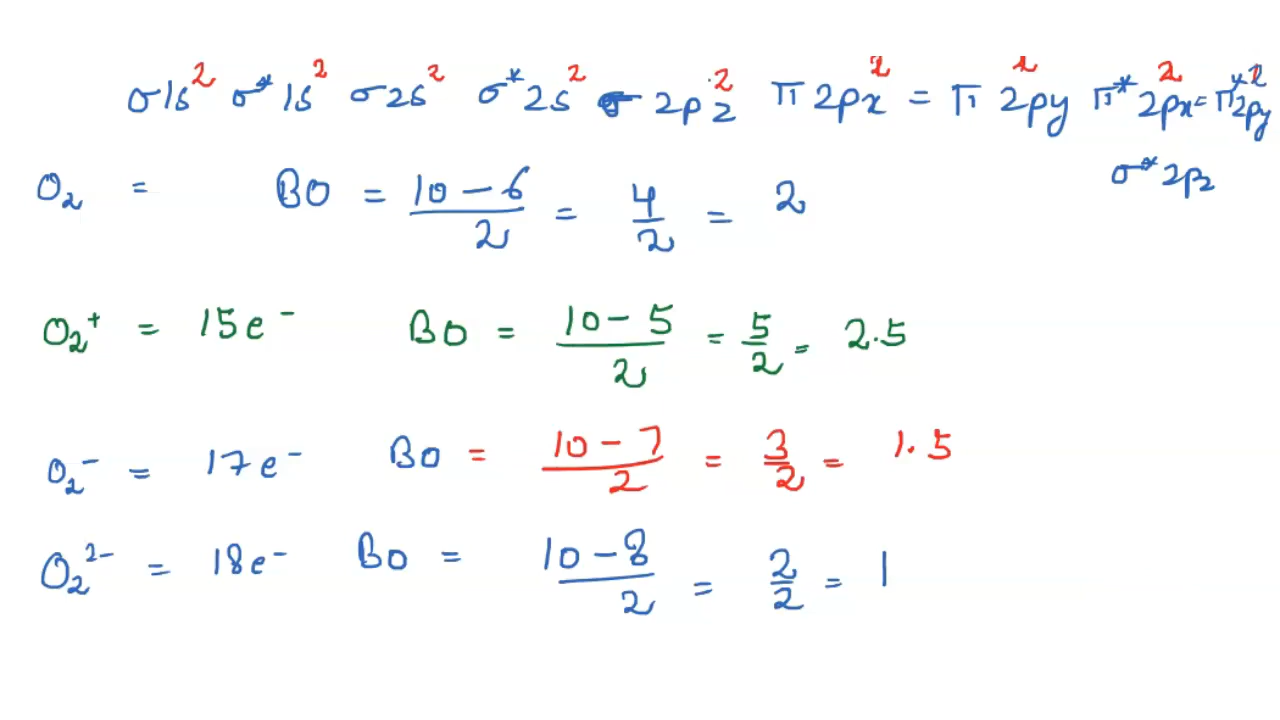 σ1s² σ*1s² σ2s² σ*2s² σ2pz² π2px² = π2py² π*2px² = π*2py²
σ*2pz
O₂ = BO = 10-6/2 = 4/2 = 2
O₂⁺ = 15e⁻ BO = 10-5/2 = 5/2 = 2.5
O₂⁻ = 17e⁻ BO = 10-7/2 = 3/2 = 1.5
O₂²⁻ = 18e⁻ BO = 10-8/2 = 2/2 = 1